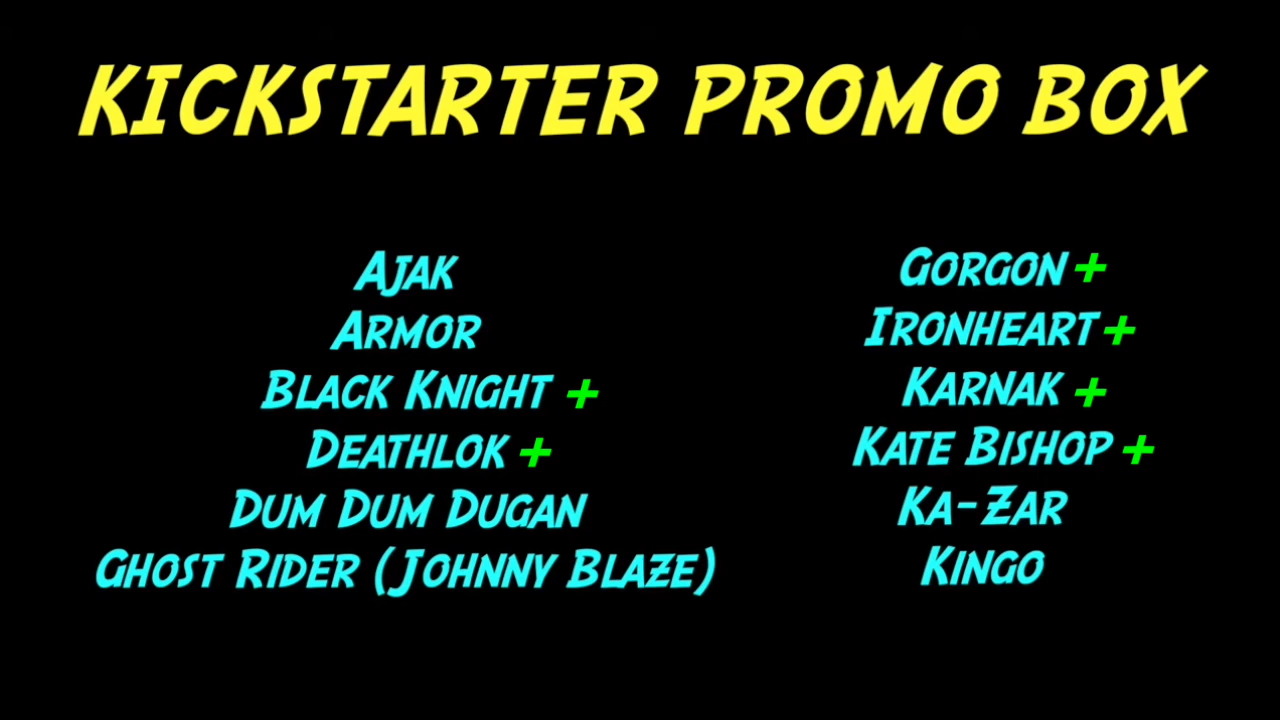 KICKSTARTER PROMO BOX
AJAK
ARMOR
BLACK KNIGHT +
DEATHLOK +
DUM DUM DUGAN
GHOST RIDER (JOHNNY BLAZE)
GORGON +
IRONHEART +
KARNAK +
KATE BISHOP +
KA-ZAR
KINGO